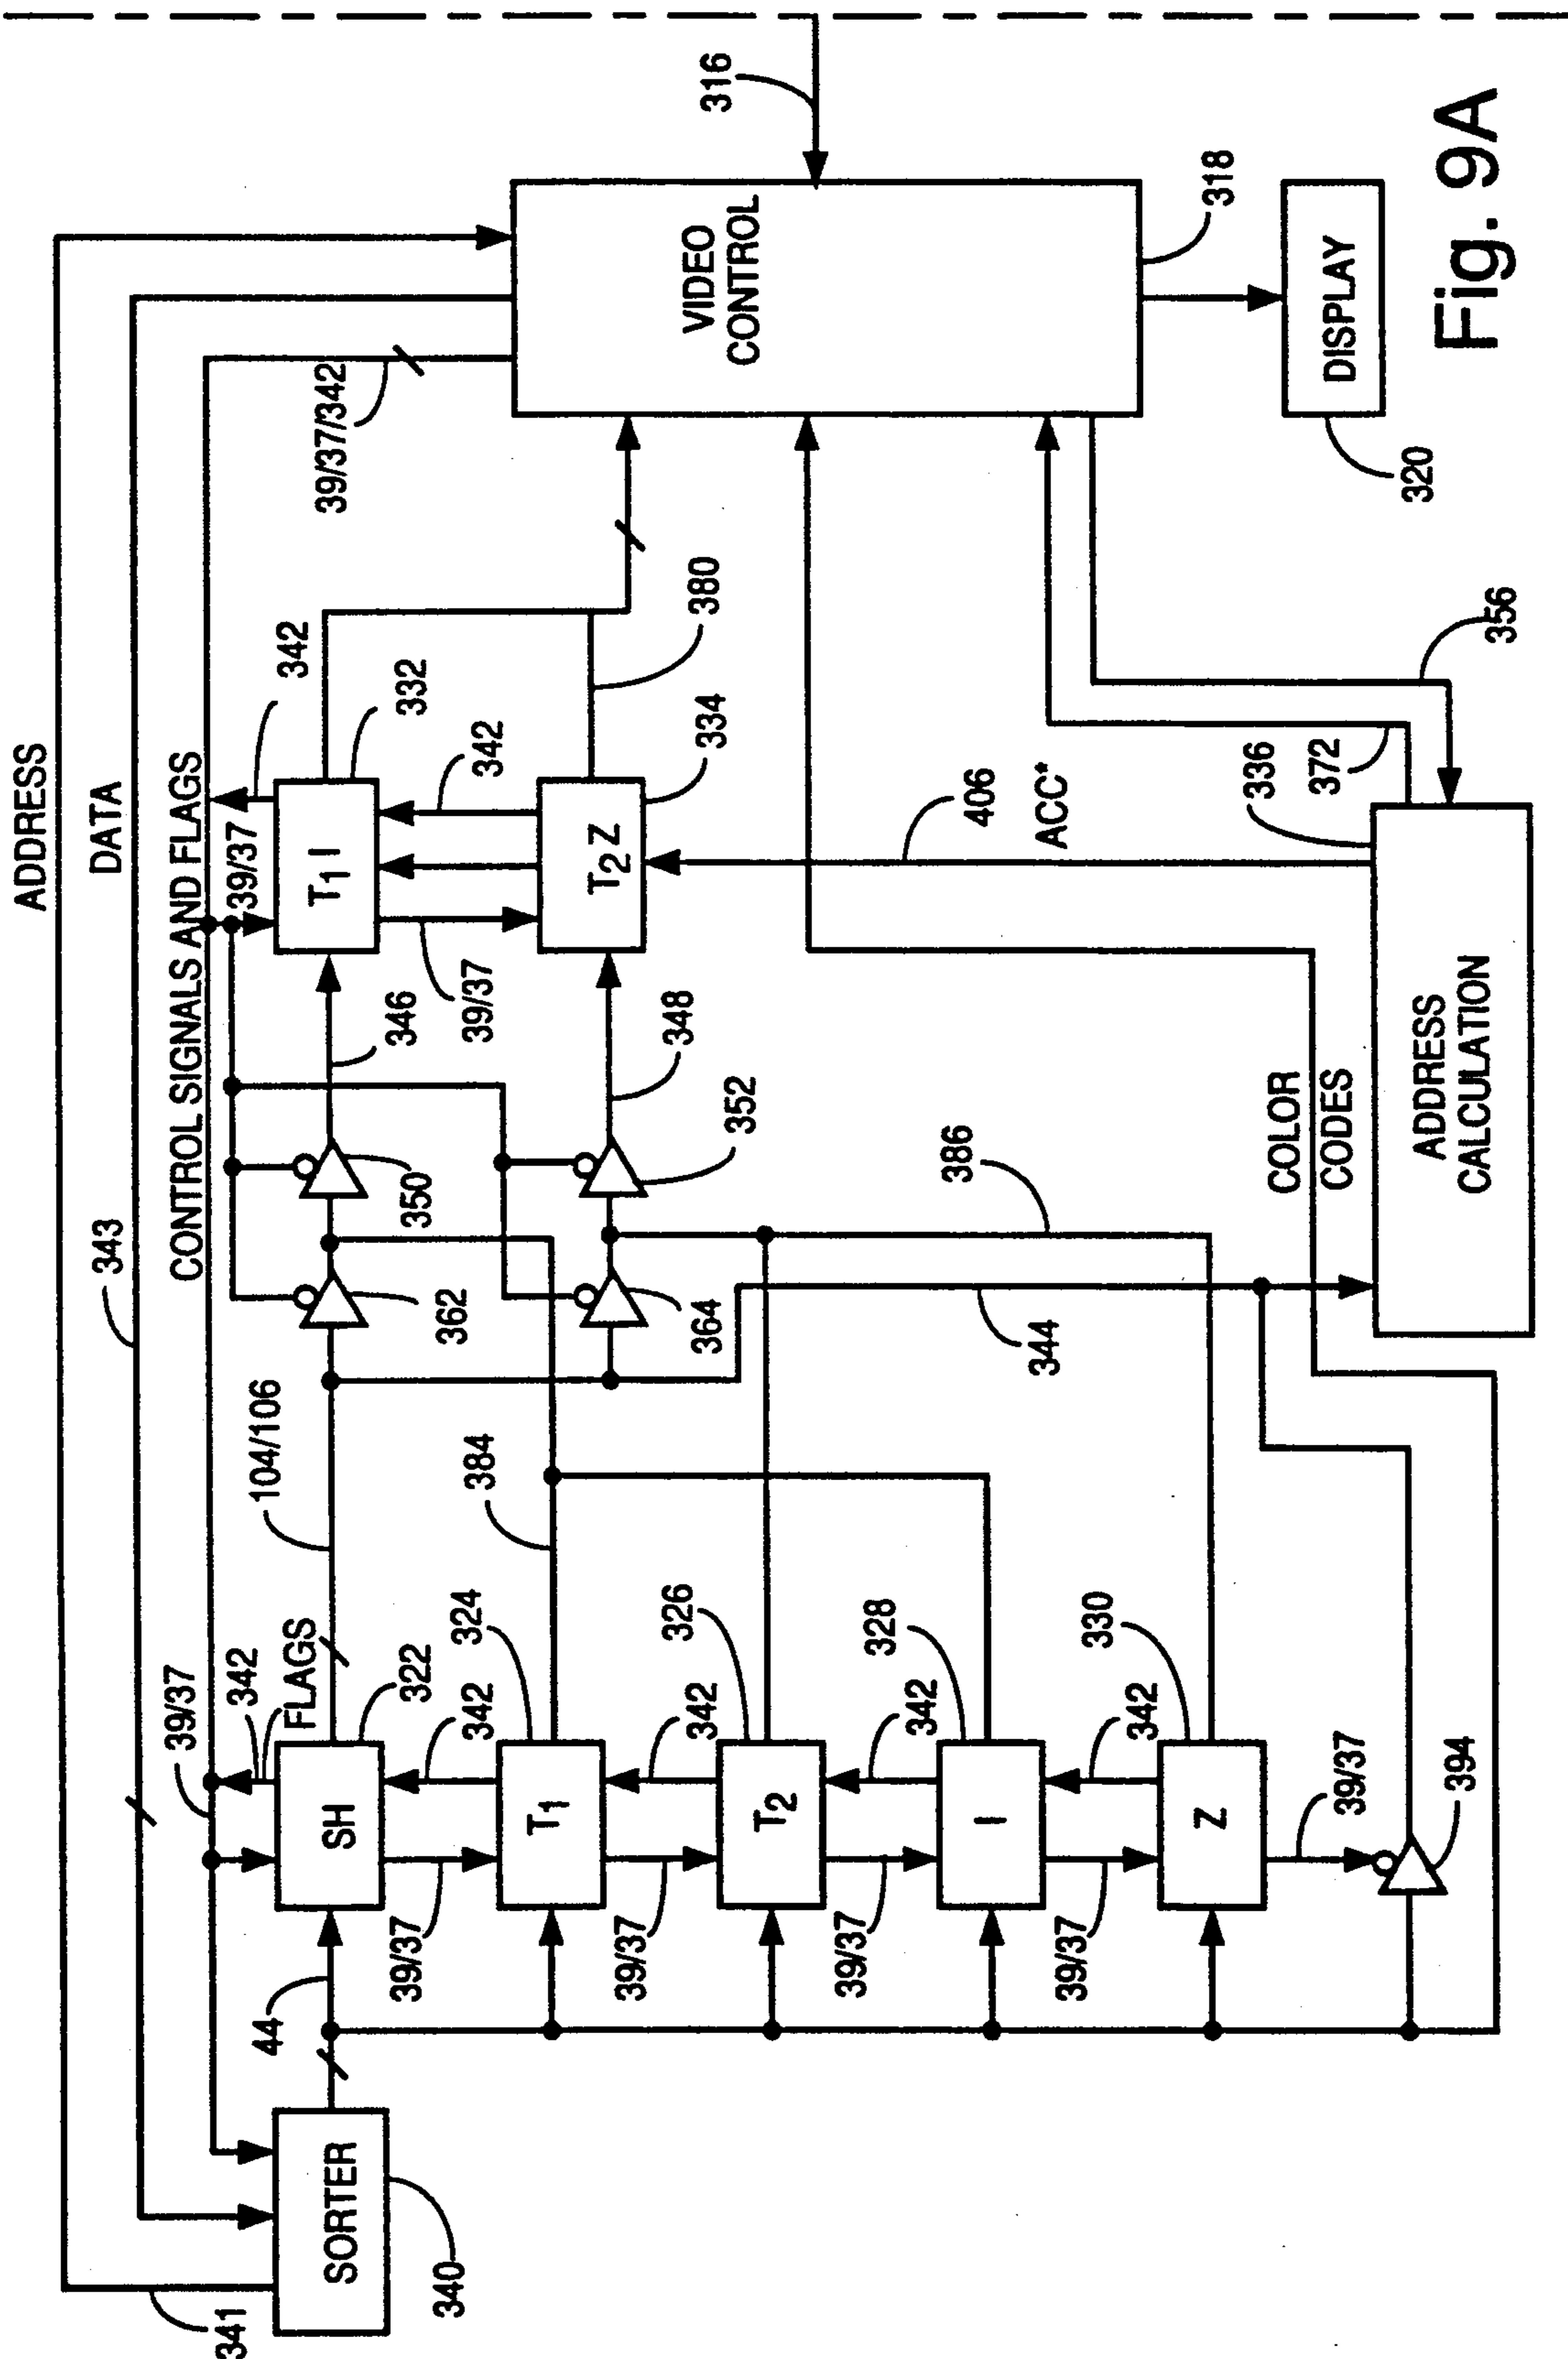 ADDRESS
DATA
343
CONTROL SIGNALS AND FLAGS
341
39/37
342
FLAGS
104/106
39/37
342
39/37/342
316
SORTER
340
44
SH
322
362
350
346
T1 I
332
VIDEO
CONTROL
318
39/37
342
324
384
39/37
342
T1
364
352
348
T2 Z
334
380
39/37
342
326
T2
406
ACC*
39/37
342
328
I
344
386
COLOR
CODES
336
372
356
39/37
342
330
Z
39/37
394
ADDRESS
CALCULATION
DISPLAY
320
Fig. 9A